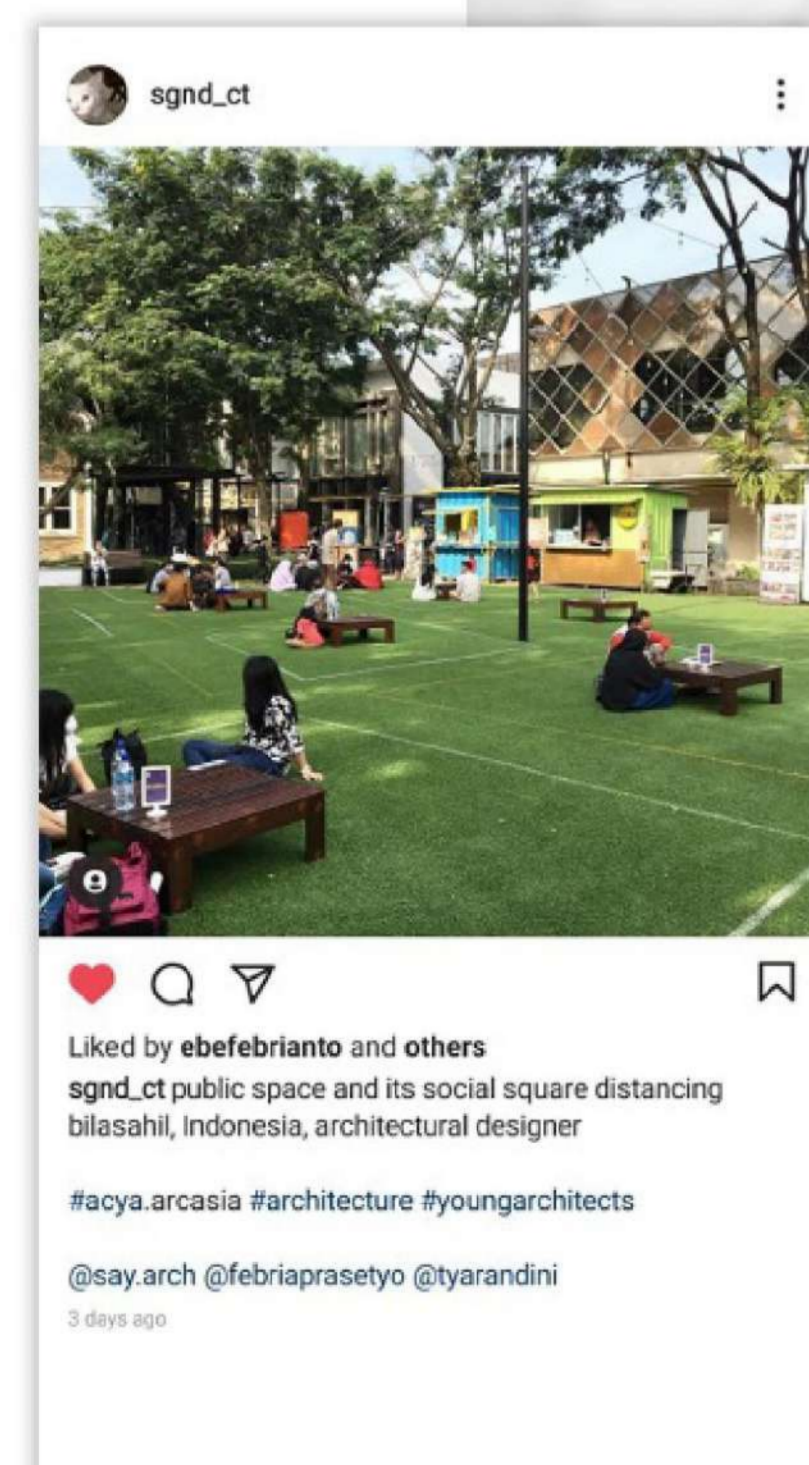 sgnd_ct
Liked by ebefebrianto and others
sgnd_ct public space and its social square distancing
bilasahil, Indonesia, architectural designer
#acya.arcasia #architecture #youngarchitects
@say.arch @febriaprasetyo @tyarandini
3 days ago